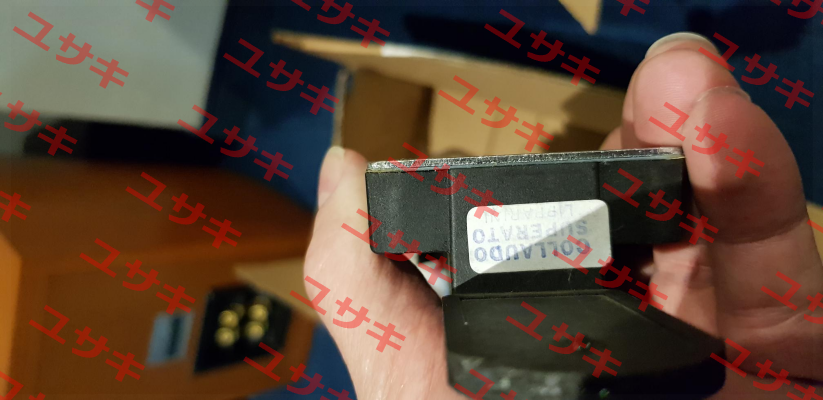 COLLAUDO
SUPERATO
ユサキ